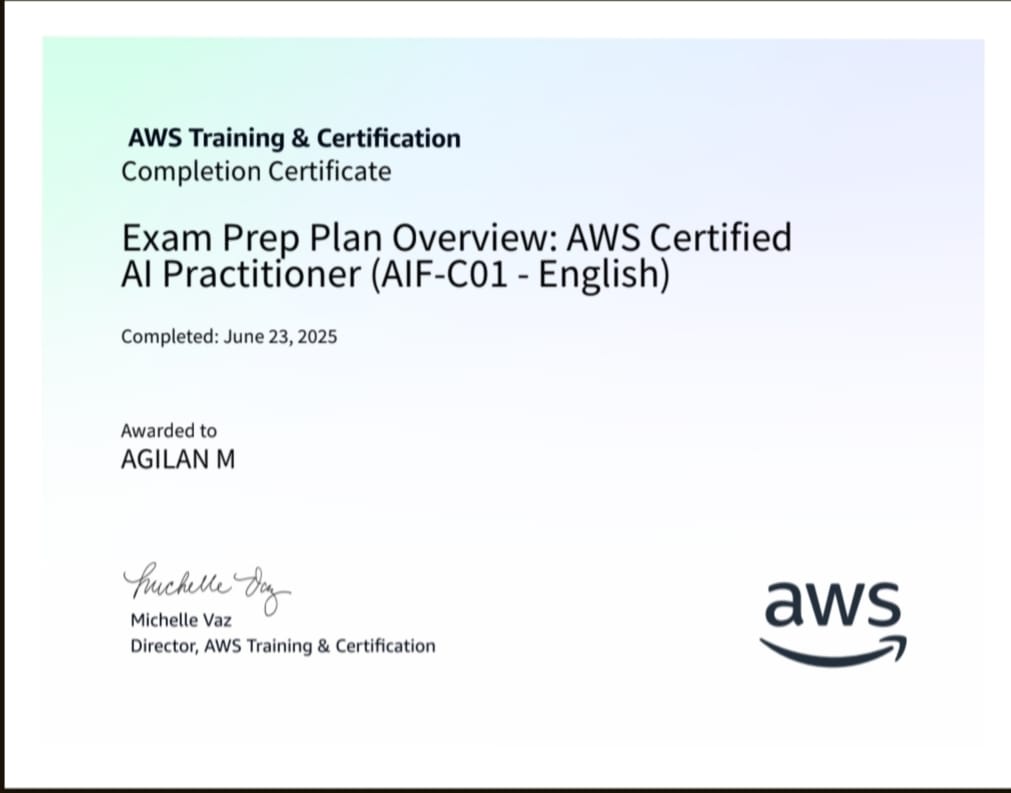 AWS Training & Certification
Completion Certificate
Exam Prep Plan Overview: AWS Certified
AI Practitioner (AIF-C01 - English)
Completed: June 23, 2025
Awarded to
AGILAN M
Michelle Vaz
Michelle Vaz
Director, AWS Training & Certification
aws